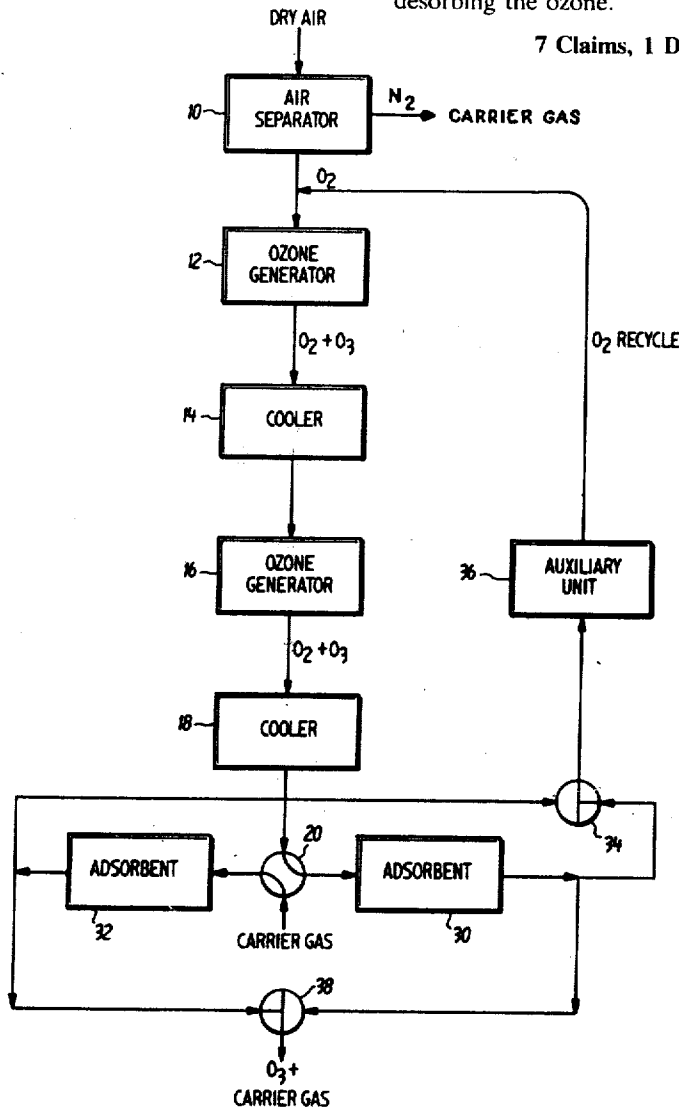 desorbing the ozone.
7 Claims, 1 D
DRY AIR
10
AIR
SEPARATOR
N2
CARRIER GAS
O2
12
OZONE
GENERATOR
O2 + O3
O2 RECYCLE
14
COOLER
16
OZONE
GENERATOR
36
AUXILIARY
UNIT
O2 + O3
18
COOLER
20
34
ADSORBENT
ADSORBENT
32
CARRIER GAS
30
38
O3 +
CARRIER GAS